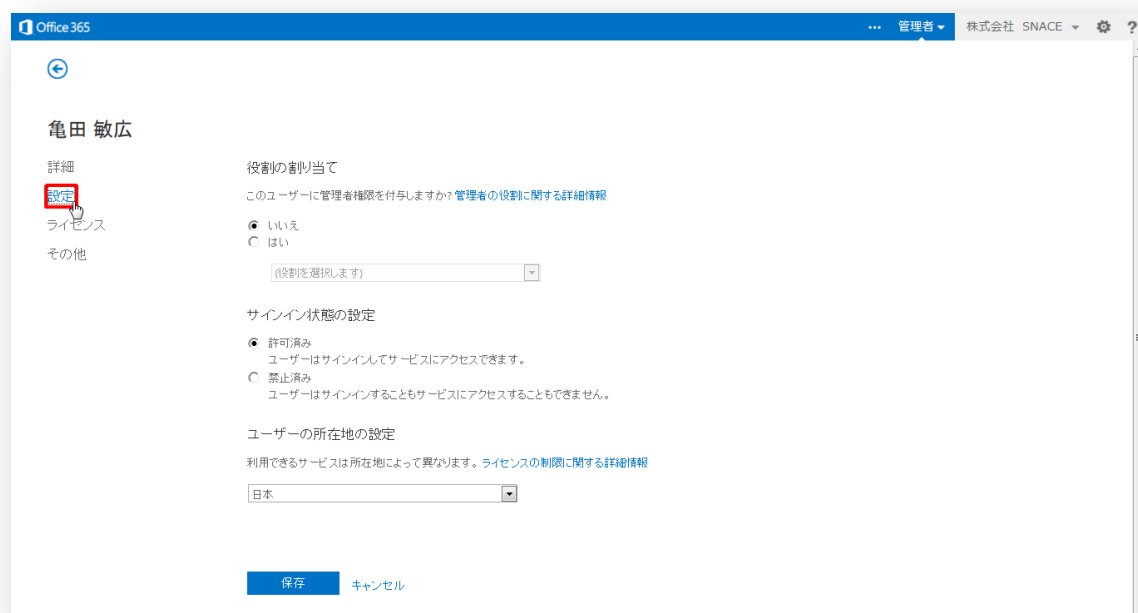 Office 365
... 管理者 株式会社 SNACE ?
亀田 敏広
詳細
設定
ライセンス
その他
役割の割り当て
このユーザーに管理者権限を付与しますか? 管理者の役割に関する詳細情報
いいえ
はい
(役割を選択します)
サインイン状態の設定
許可済み
ユーザーはサインインしてサービスにアクセスできます。
禁止済み
ユーザーはサインインすることもサービスにアクセスすることもできません。
ユーザーの所在地の設定
利用できるサービスは所在地によって異なります。ライセンスの制限に関する詳細情報
日本
保存 キャンセル